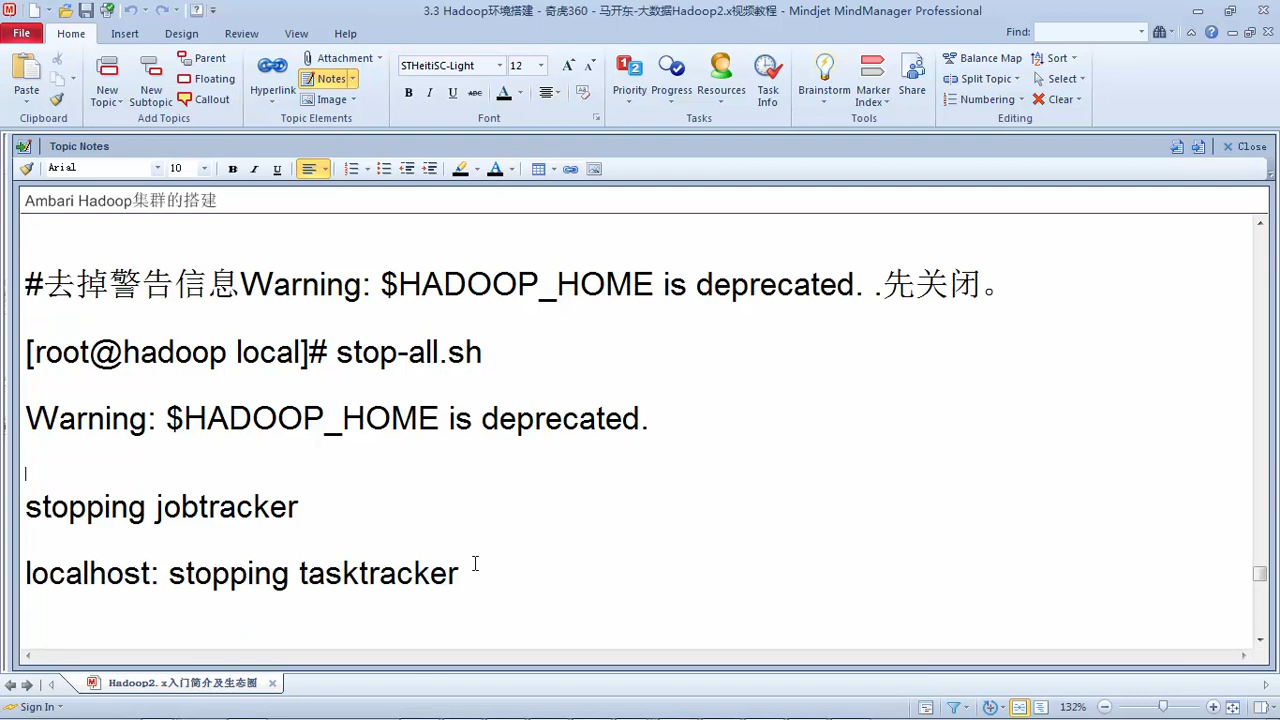 3.3 Hadoop环境搭建 - 奇虎360 - 马开东-大数据Hadoop2.x视频教程 - Mindjet MindManager Professional
File Home Insert Design Review View Help Find:
Paste
Clipboard
New Topic
New Subtopic
Parent
Floating
Callout
Add Topics
Hyperlink
Attachment
Notes
Image
Topic Elements
STHeitiSC-Light 12
B I U ABC A
Font
Priority Progress Resources Task Info
Tasks
Brainstorm Marker Index Share
Tools
Balance Map Sort
Split Topic Select
Numbering Clear
Editing
Topic Notes Close
Arial 10 B I U A
Ambari Hadoop集群的搭建
#去掉警告信息Warning: $HADOOP_HOME is deprecated. .先关闭。
[root@hadoop local]# stop-all.sh
Warning: $HADOOP_HOME is deprecated.
stopping jobtracker
localhost: stopping tasktracker
Hadoop2. x入门简介及生态圈
Sign In 132%